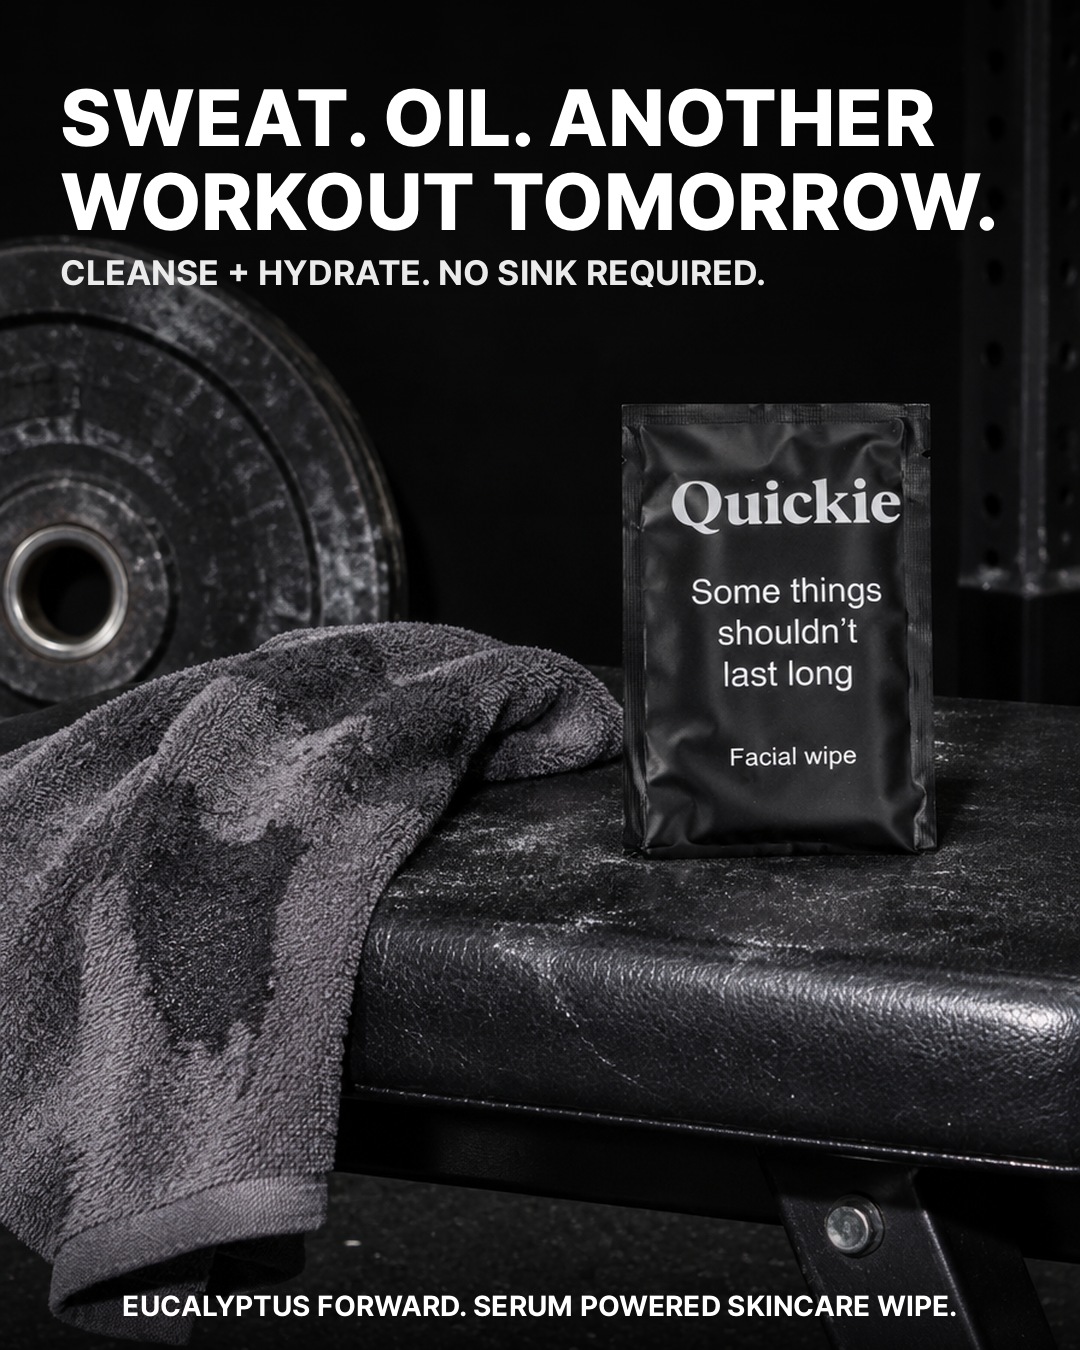 SWEAT. OIL. ANOTHER
WORKOUT TOMORROW.
CLEANSE + HYDRATE. NO SINK REQUIRED.
Quickie
Some things
shouldn’t
last long
Facial wipe
EUCALYPTUS FORWARD. SERUM POWERED SKINCARE WIPE.